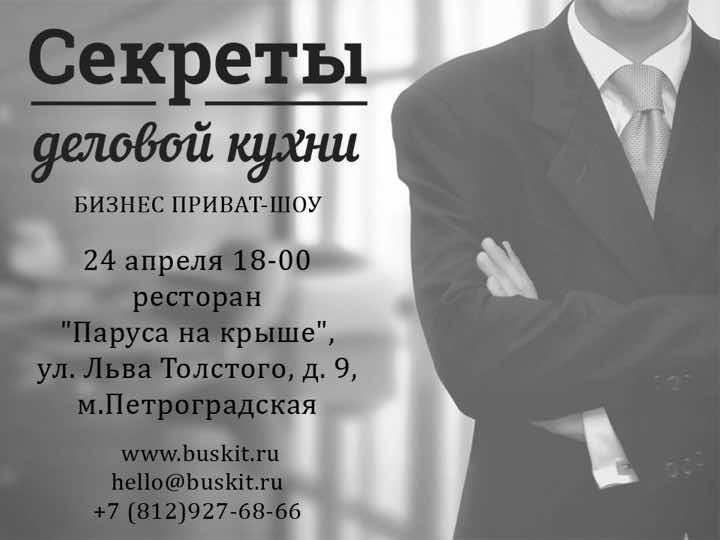 Секреты
деловой кухни
БИЗНЕС ПРИВАТ-ШОУ
24 апреля 18-00
ресторан
"Паруса на крыше",
ул. Льва Толстого, д. 9,
м.Петроградская
www.buskit.ru
hello@buskit.ru
+7 (812)927-68-66